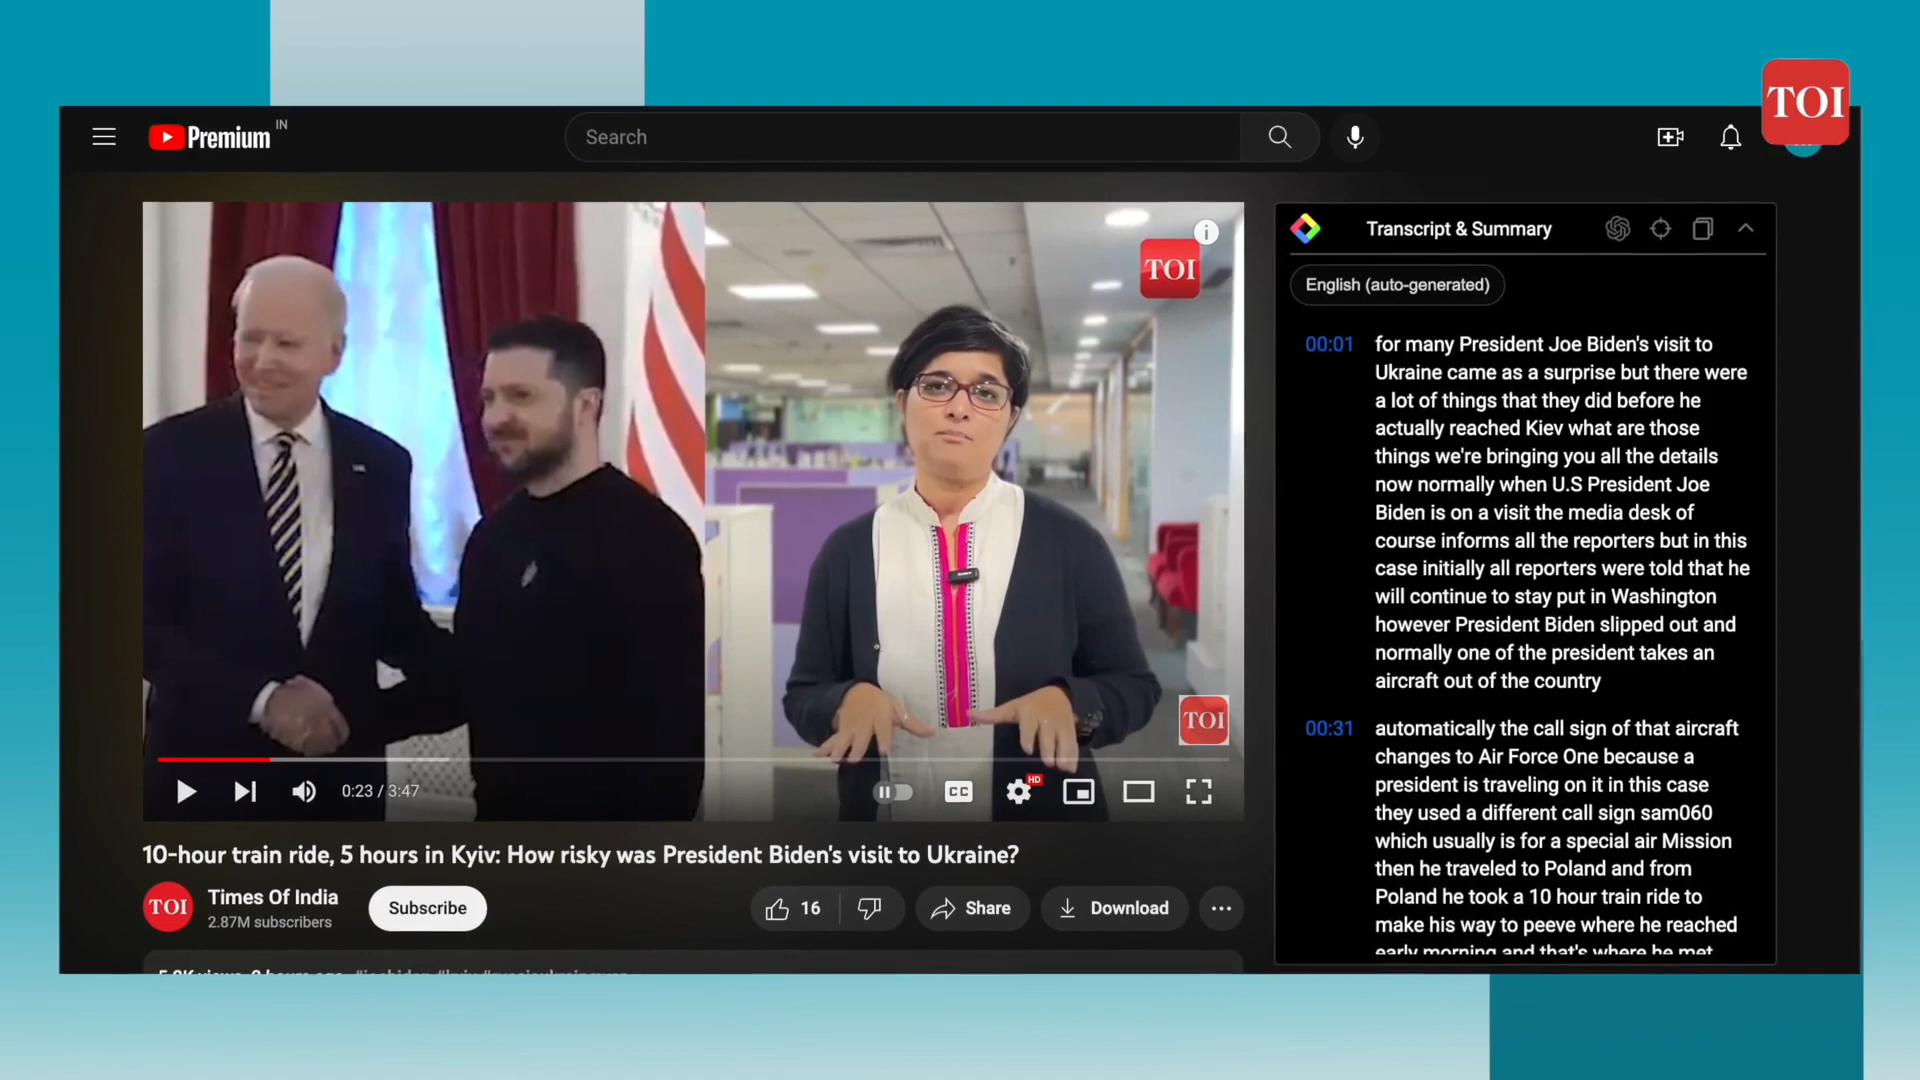 TOI
Premium IN
Search
TOI
TOI
0:23 / 3:47
CC
HD
10-hour train ride, 5 hours in Kyiv: How risky was President Biden's visit to Ukraine?
TOI
Times Of India
2.87M subscribers
Subscribe
16
Share
Download
Transcript & Summary
English (auto-generated)
00:01
for many President Joe Biden's visit to
Ukraine came as a surprise but there were
a lot of things that they did before he
actually reached Kiev what are those
things we're bringing you all the details
now normally when U.S President Joe
Biden is on a visit the media desk of
course informs all the reporters but in this
case initially all reporters were told that he
will continue to stay put in Washington
however President Biden slipped out and
normally one of the president takes an
aircraft out of the country
00:31
automatically the call sign of that aircraft
changes to Air Force One because a
president is traveling on it in this case
they used a different call sign sam060
which usually is for a special air Mission
then he traveled to Poland and from
Poland he took a 10 hour train ride to
make his way to peeve where he reached
early morning and that's where he met